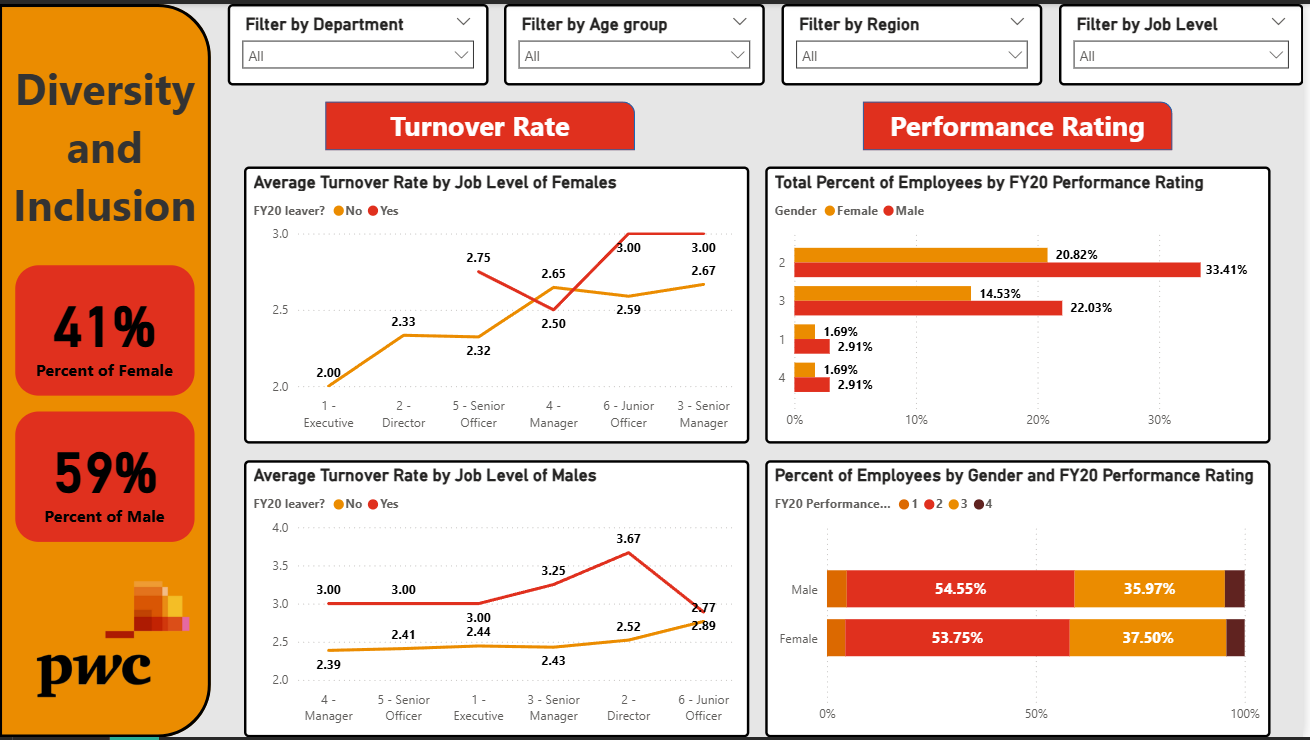 Diversity
and
Inclusion
41%
Percent of Female
59%
Percent of Male
pwc
Filter by Department
All
Filter by Age group
All
Filter by Region
All
Filter by Job Level
All
Turnover Rate
Performance Rating
Average Turnover Rate by Job Level of Females
FY20 leaver? No Yes
3.0
2.5
2.0
2.00
2.33
2.75
2.32
2.65
2.50
3.00
2.59
3.00
2.67
1 -
Executive
2 -
Director
5 - Senior
Officer
4 -
Manager
6 - Junior
Officer
3 - Senior
Manager
Total Percent of Employees by FY20 Performance Rating
Gender Female Male
2
20.82%
33.41%
3
14.53%
22.03%
1
1.69%
2.91%
4
1.69%
2.91%
0% 10% 20% 30%
Average Turnover Rate by Job Level of Males
FY20 leaver? No Yes
4.0
3.5
3.0
2.5
2.0
3.00
2.39
3.00
2.41
3.00
2.44
3.25
2.43
3.67
2.52
2.77
2.89
4 -
Manager
5 - Senior
Officer
1 -
Executive
3 - Senior
Manager
2 -
Director
6 - Junior
Officer
Percent of Employees by Gender and FY20 Performance Rating
FY20 Performance... 1 2 3 4
Male 54.55% 35.97%
Female 53.75% 37.50%
0% 50% 100%